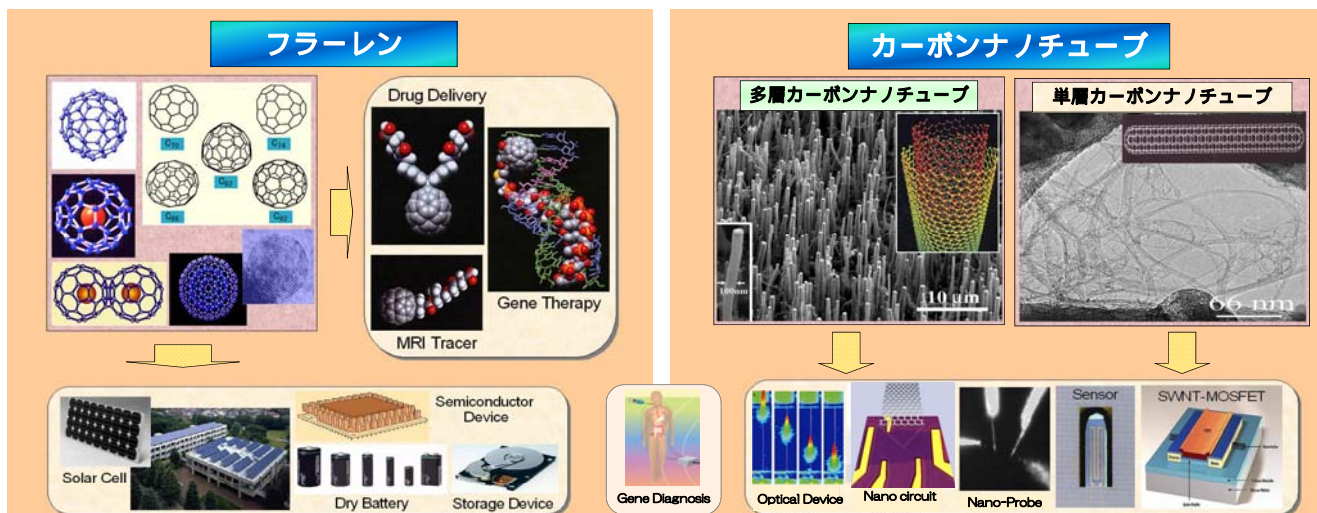 フラーレン
C70
C74
C82
C86
C92
Drug Delivery
Gene Therapy
MRI Tracer
Solar Cell
Semiconductor
Device
Dry Battery
Storage Device
Gene Diagnosis
カーボンナノチューブ
多層カーボンナノチューブ
100nm
10 μm
単層カーボンナノチューブ
66 nm
Optical Device
Nano circuit
Nano-Probe
Sensor
SWNT-MOSFET